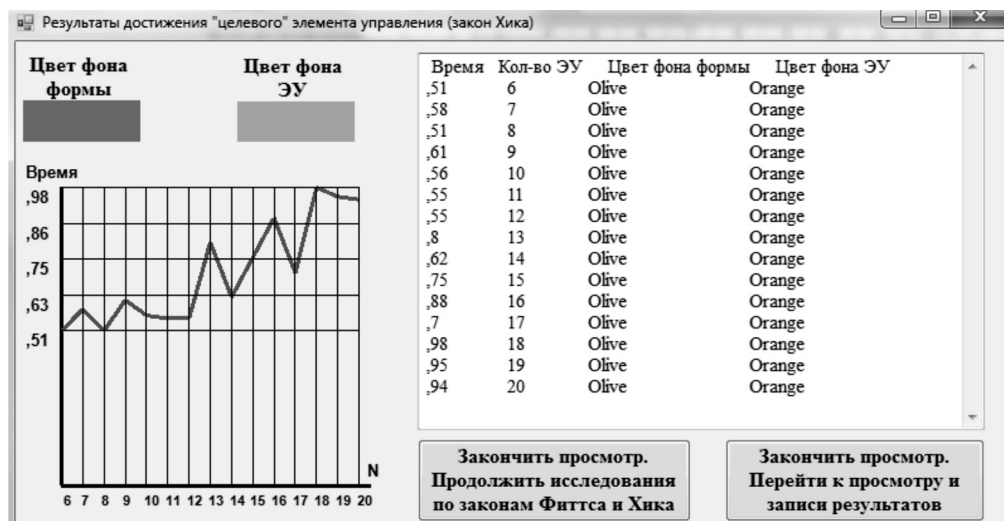 Результаты достижения "целевого" элемента управления (закон Хика)
Цвет фона
формы
Цвет фона
ЭУ
Время
,98
,86
,75
,63
,51
N
6 7 8 9 10 11 12 13 14 15 16 17 18 19 20
Время Кол-во ЭУ Цвет фона формы Цвет фона ЭУ
,51 6 Olive Orange
,58 7 Olive Orange
,51 8 Olive Orange
,61 9 Olive Orange
,56 10 Olive Orange
,55 11 Olive Orange
,55 12 Olive Orange
,8 13 Olive Orange
,62 14 Olive Orange
,75 15 Olive Orange
,88 16 Olive Orange
,7 17 Olive Orange
,98 18 Olive Orange
,95 19 Olive Orange
,94 20 Olive Orange
Закончить просмотр.
Продолжить исследования
по законам Фиттса и Хика
Закончить просмотр.
Перейти к просмотру и
записи результатов